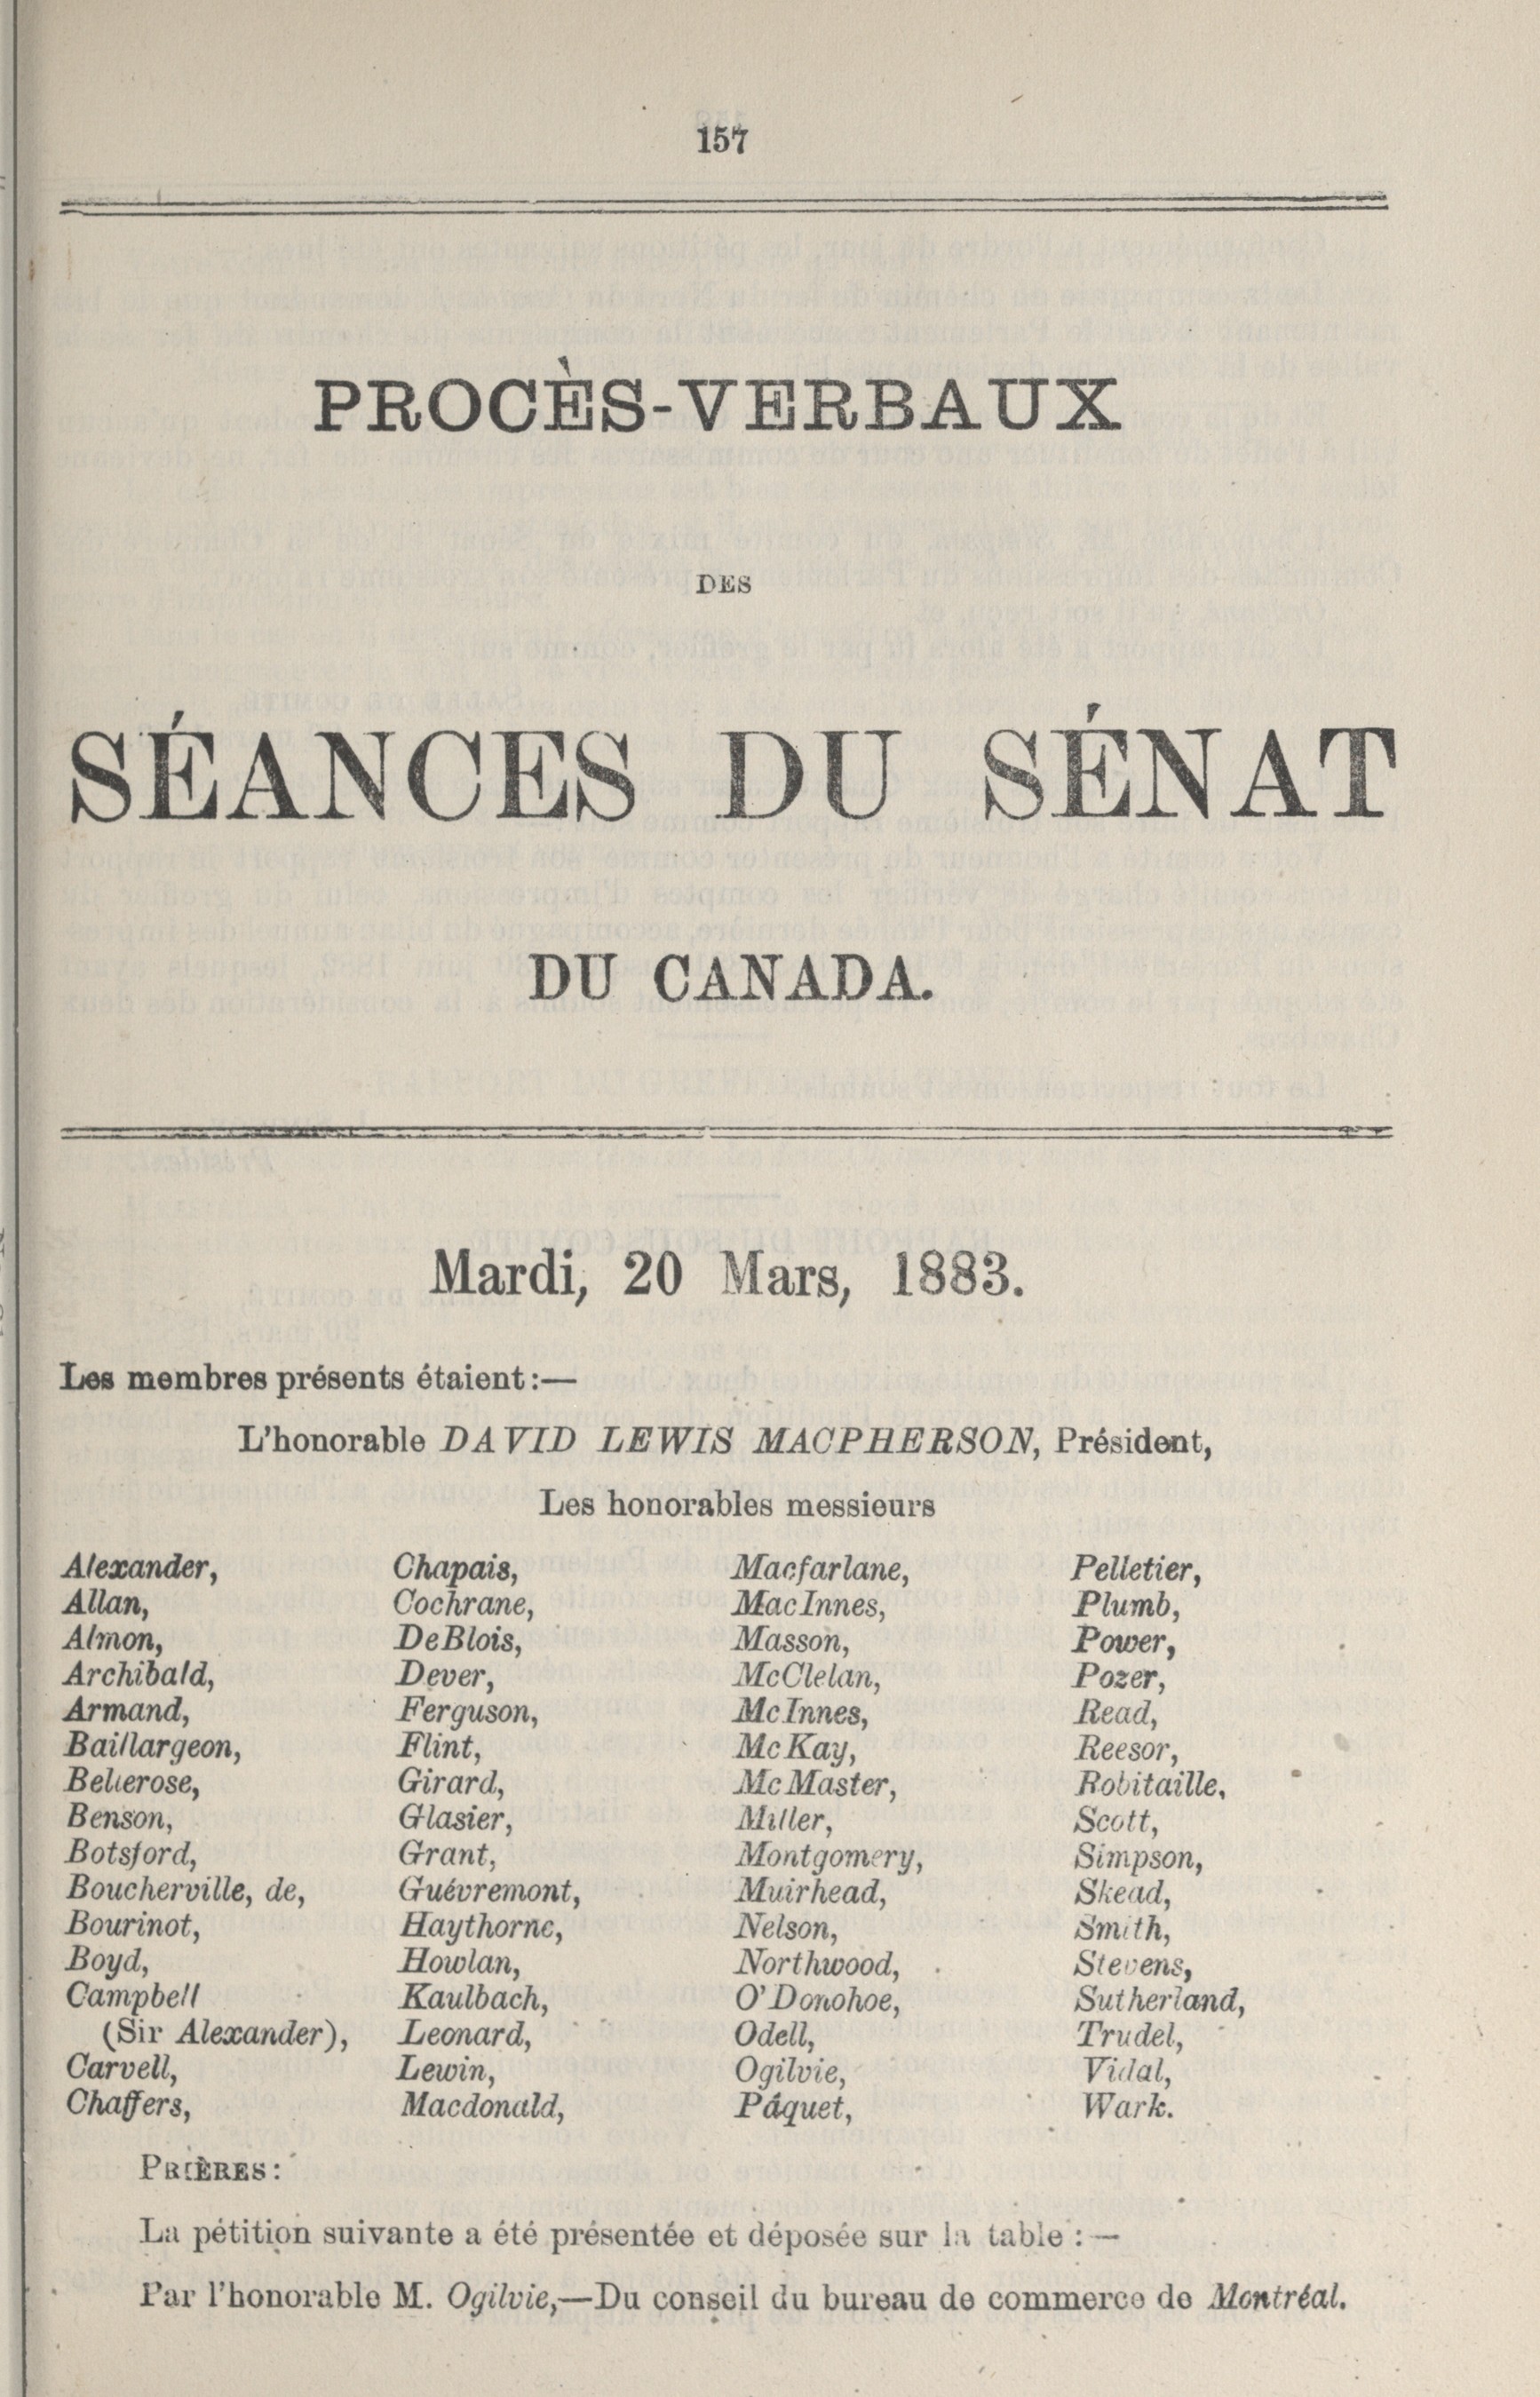 157
PROCÈS-VERBAUX
DES
SÉANCES DU SÉNAT
DU CANADA.
Mardi, 20 Mars, 1883.
Les membres présents étaient:—
L'honorable DAVID LEWIS MACPHERSON, Président,
Les honorables messieurs
Alexander,
Allan,
Almon,
Archibald,
Armand,
Baillargeon,
Bellerose,
Benson,
Botsford,
Boucherville, de,
Bourinot,
Boyd,
Campbell
(Sir Alexander),
Carvell,
Chaffers,
Chapais,
Cochrane,
DeBlois,
Dever,
Ferguson,
Flint,
Girard,
Glasier,
Grant,
Guévremont,
Haythorne,
Howlan,
Kaulbach,
Leonard,
Lewin,
Macdonald,
Macfarlane,
MacInnes,
Masson,
McClelan,
McInnes,
McKay,
McMaster,
Miller,
Montgomery,
Muirhead,
Nelson,
Northwood,
O'Donohoe,
Odell,
Ogilvie,
Pâquet,
Pelletier,
Plumb,
Power,
Pozer,
Read,
Reesor,
Robitaille,
Scott,
Simpson,
Skead,
Smith,
Stevens,
Sutherland,
Trudel,
Vidal,
Wark.
PRIÈRES:
La pétition suivante a été présentée et déposée sur la table :—
Par l'honorable M. Ogilvie,—Du conseil du bureau de commerce de Montréal.